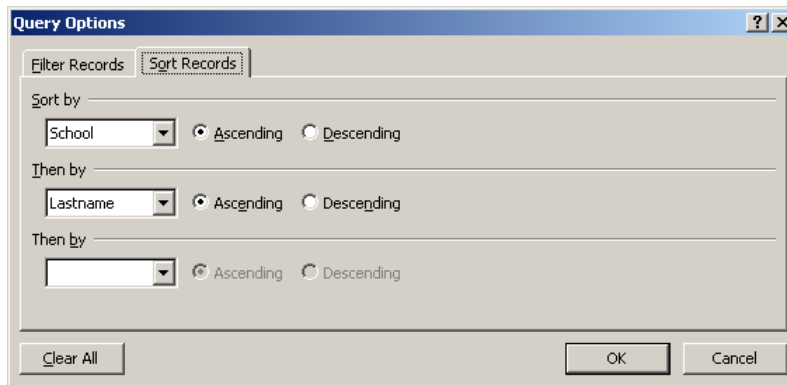 Query Options
Filter Records Sort Records
Sort by
School Ascending Descending
Then by
Lastname Ascending Descending
Then by
Ascending Descending
Clear All OK Cancel